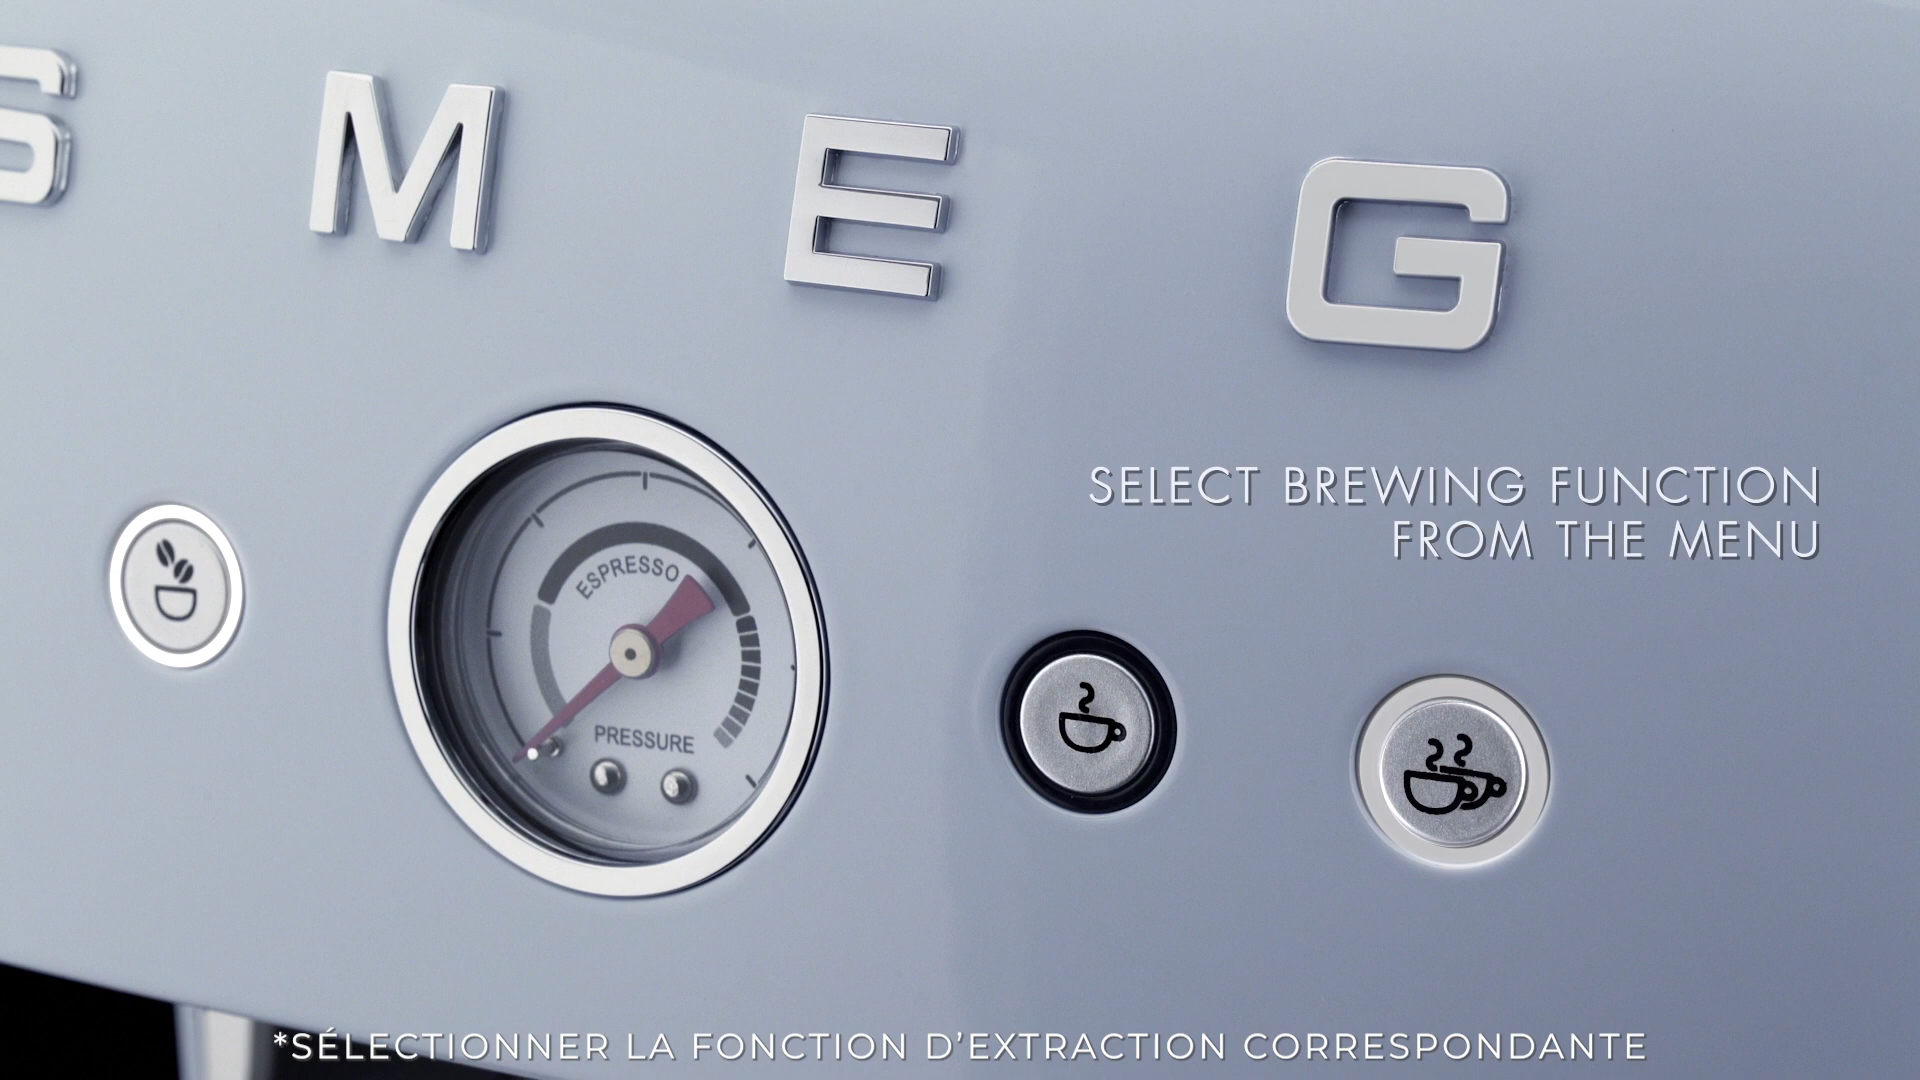 SMEG
SELECT BREWING FUNCTION
FROM THE MENU
ESPRESSO
PRESSURE
*SÉLECTIONNER LA FONCTION D’EXTRACTION CORRESPONDANTE